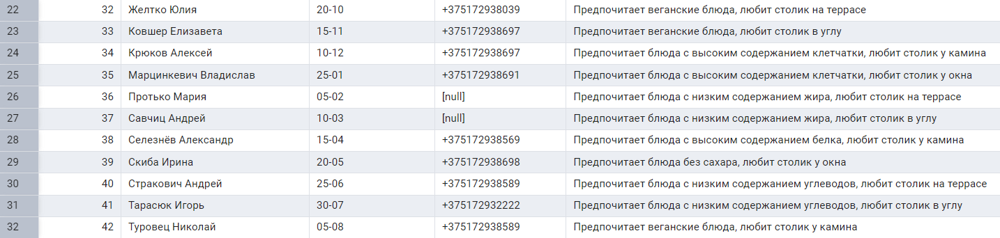 22 32 Желтко Юлия 20-10 +375172938039 Предпочитает веганские блюда, любит столик на террасе
23 33 Ковшер Елизавета 15-11 +375172938697 Предпочитает веганские блюда, любит столик в углу
24 34 Крюков Алексей 10-12 +375172938697 Предпочитает блюда с высоким содержанием клетчатки, любит столик у камина
25 35 Марцинкевич Владислав 25-01 +375172938691 Предпочитает блюда с высоким содержанием клетчатки, любит столик у окна
26 36 Протько Мария 05-02 [null] Предпочитает блюда с низким содержанием жира, любит столик на террасе
27 37 Савчиц Андрей 10-03 [null] Предпочитает блюда с низким содержанием жира, любит столик в углу
28 38 Селезнёв Александр 15-04 +375172938569 Предпочитает блюда с высоким содержанием белка, любит столик у камина
29 39 Скиба Ирина 20-05 +375172938698 Предпочитает блюда без сахара, любит столик у окна
30 40 Стракович Андрей 25-06 +375172938589 Предпочитает блюда с низким содержанием углеводов, любит столик на террасе
31 41 Тарасюк Игорь 30-07 +375172932222 Предпочитает блюда с низким содержанием углеводов, любит столик в углу
32 42 Туровец Николай 05-08 +375172938589 Предпочитает веганские блюда, любит столик у камина